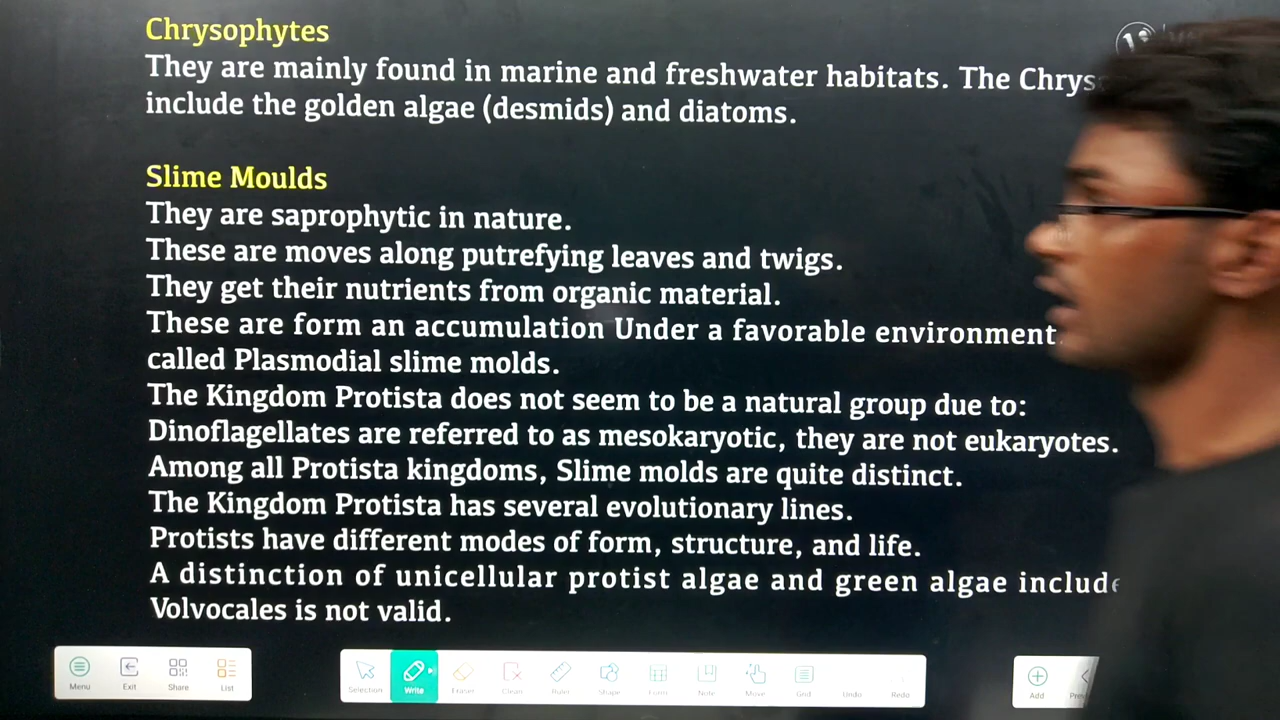 Chrysophytes
They are mainly found in marine and freshwater habitats. The
include the golden algae (desmids) and diatoms.
Slime Moulds
They are saprophytic in nature.
These are moves along putrefying leaves and twigs.
They get their nutrients from organic material.
These are form an accumulation Under a favorable environment
called Plasmodial slime molds.
The Kingdom Protista does not seem to be a natural group due to:
Dinoflagellates are referred to as mesokaryotic, they are not eukaryotes.
Among all Protista kingdoms, Slime molds are quite distinct.
The Kingdom Protista has several evolutionary lines.
Protists have different modes of form, structure, and life.
A distinction of unicellular protist algae and green algae
Volvocales is not valid.
Menu Exit Share List Selection Write Eraser Clean Ruler Shape Form Note Move Grid Undo Redo Add